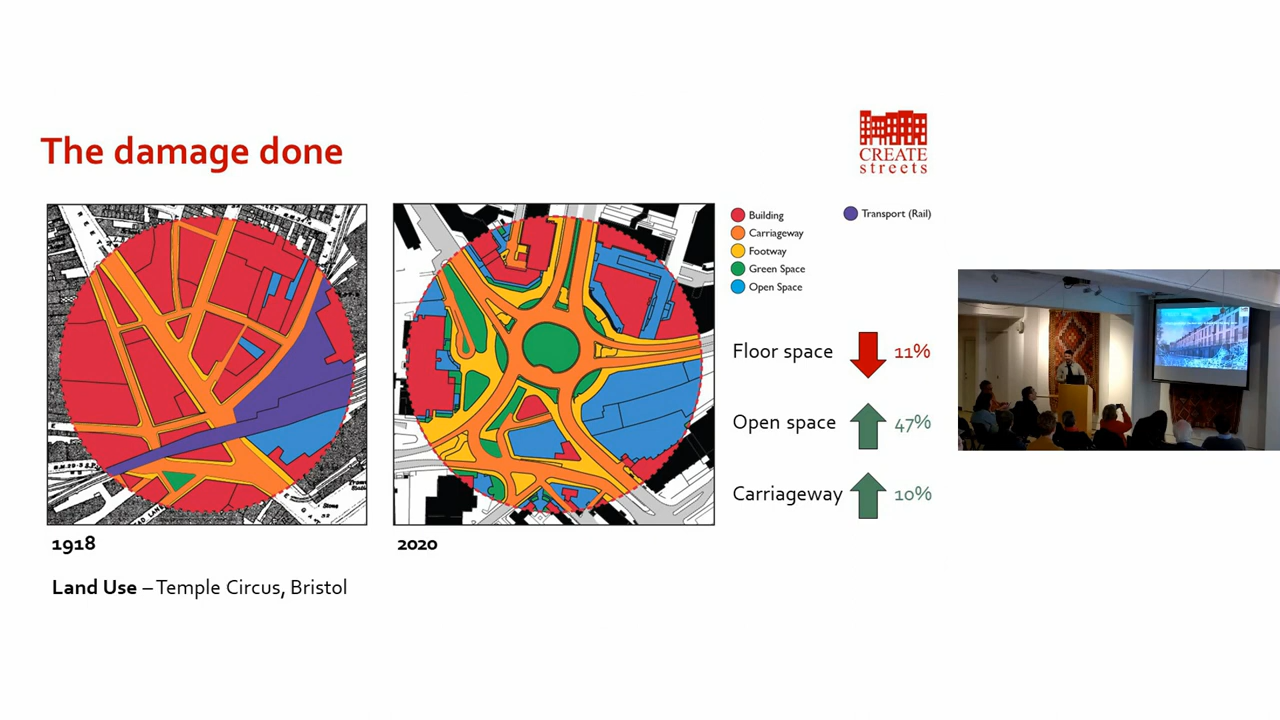 The damage done
CREATE
streets
Building
Carriageway
Footway
Green Space
Open Space
Transport (Rail)
Floor space
11%
Open space
47%
Carriageway
10%
1918
2020
Land Use – Temple Circus, Bristol